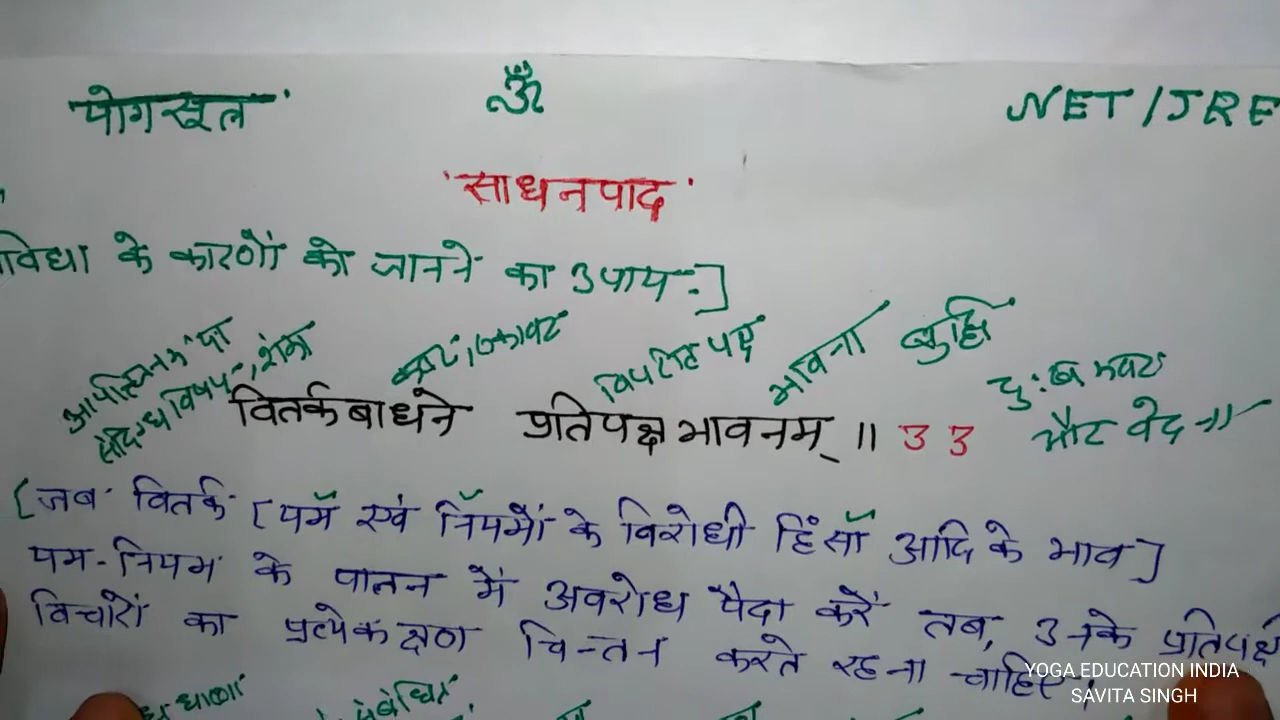 योगसूत्र
ॐ
NET/JRF
'साधनपाद'
विधा के कारणों को जानने का उपाय:-]
विपरीत पक्ष
भावना बुद्धि
दु:ख कष्ट
और वेदना
वितर्कबाधने प्रतिपक्षभावनम् ॥ 33
[जब वितर्क [यम एवं नियमों के विरोधी हिंसा आदि के भाव]
यम-नियम के पालन में अवरोध पैदा करें तब, उनके प्रतिपक्ष
विचारों का प्रत्येक क्षण चिन्तन करते रहना चाहिए
YOGA EDUCATION INDIA
SAVITA SINGH